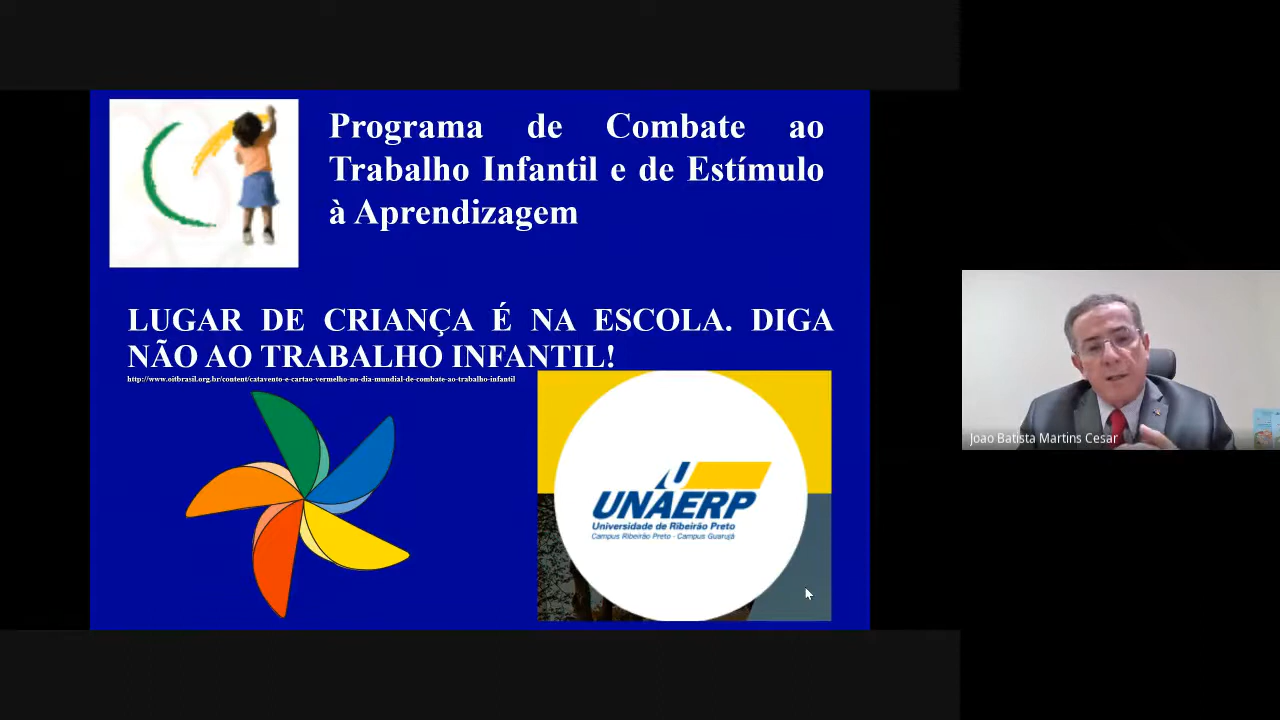 Programa de Combate ao
Trabalho Infantil e de Estímulo
à Aprendizagem
LUGAR DE CRIANÇA É NA ESCOLA. DIGA
NÃO AO TRABALHO INFANTIL!
http://www.oitbrasil.org.br/content/catavento-e-cartao-vermelho-no-dia-mundial-de-combate-ao-trabalho-infantil
UNAERP
Universidade de Ribeirão Preto
Campus Ribeirão Preto - Campus Guarujá
Joao Batista Martins Cesar